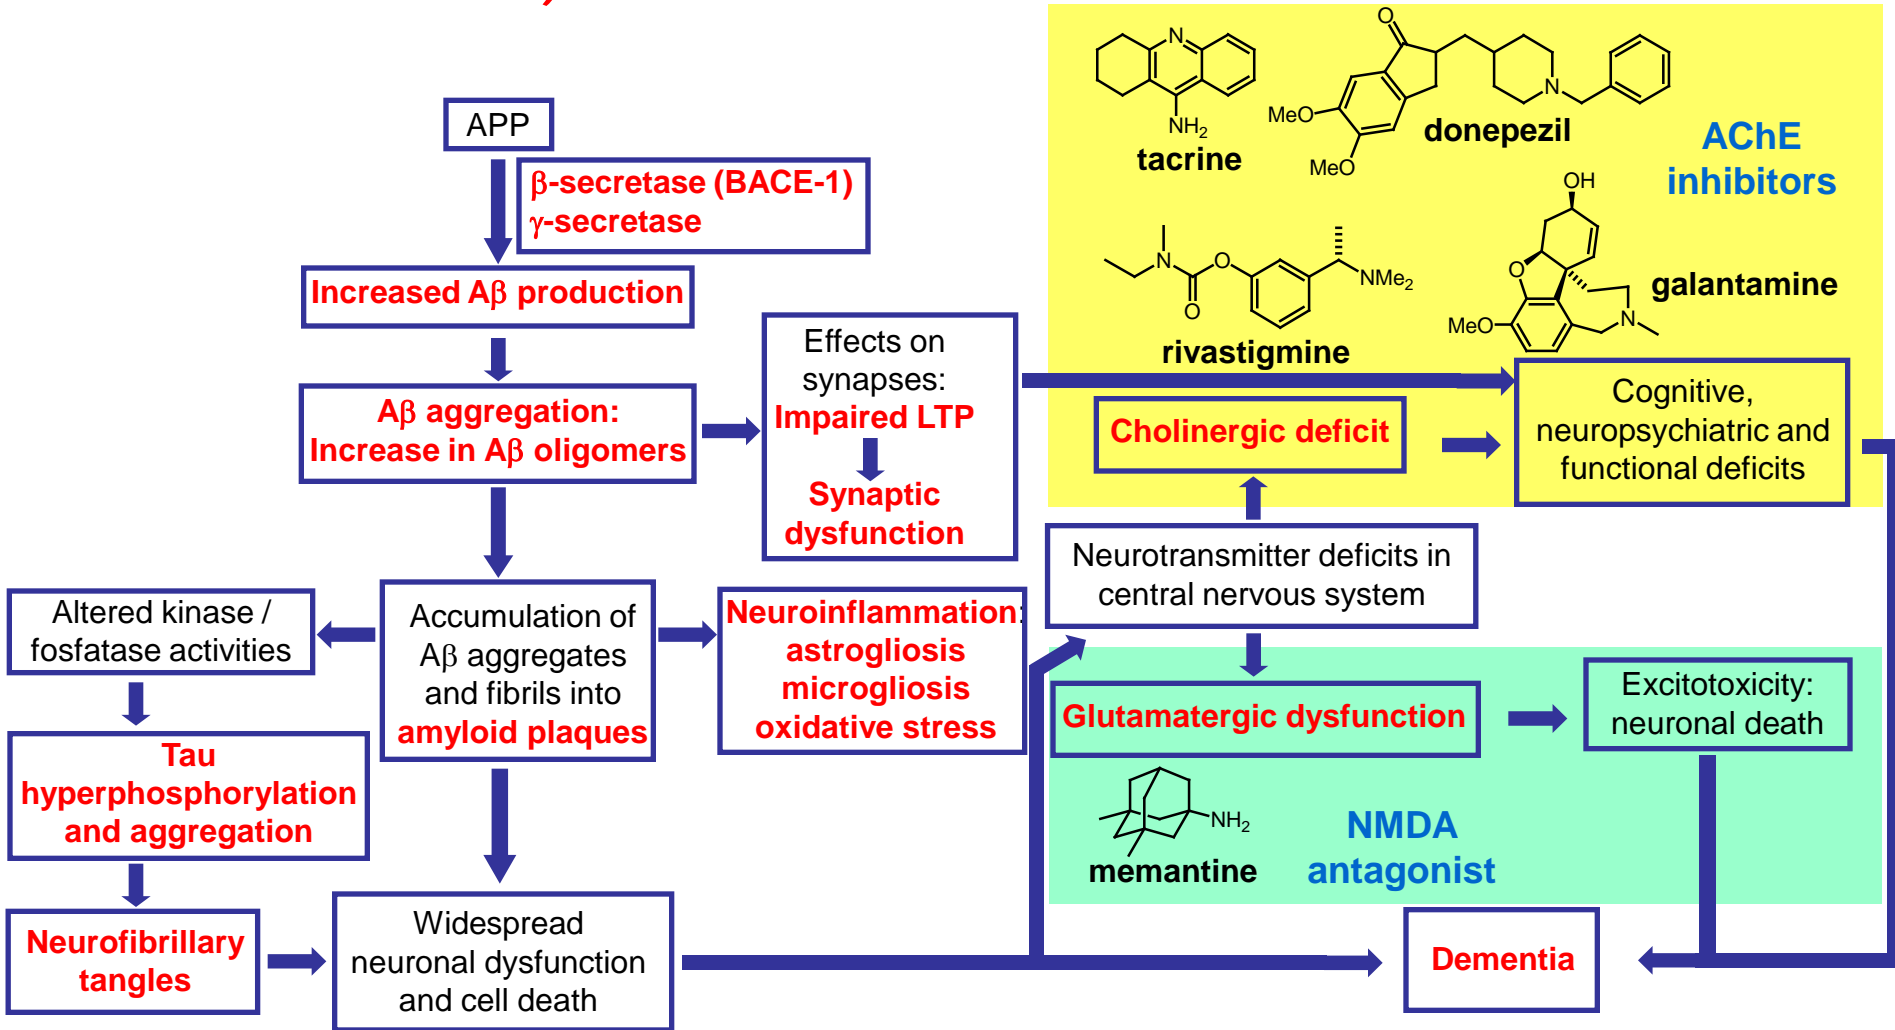 APP
β-secretase (BACE-1)
γ-secretase
Increased Aβ production
Aβ aggregation:
Increase in Aβ oligomers
Effects on
synapses:
Impaired LTP
Synaptic
dysfunction
Altered kinase /
fosfatase activities
Accumulation of
Aβ aggregates
and fibrils into
amyloid plaques
Neuroinflammation:
astrogliosis
microgliosis
oxidative stress
Tau
hyperphosphorylation
and aggregation
Neurofibrillary
tangles
Widespread
neuronal dysfunction
and cell death
N
NH2
tacrine
O
MeO
MeO
N
donepezil
AChE
inhibitors
N
O
O
NMe2
rivastigmine
OH
O
MeO
N
galantamine
Cholinergic deficit
Cognitive,
neuropsychiatric and
functional deficits
Neurotransmitter deficits in
central nervous system
Glutamatergic dysfunction
Excitotoxicity:
neuronal death
NH2
memantine
NMDA
antagonist
Dementia